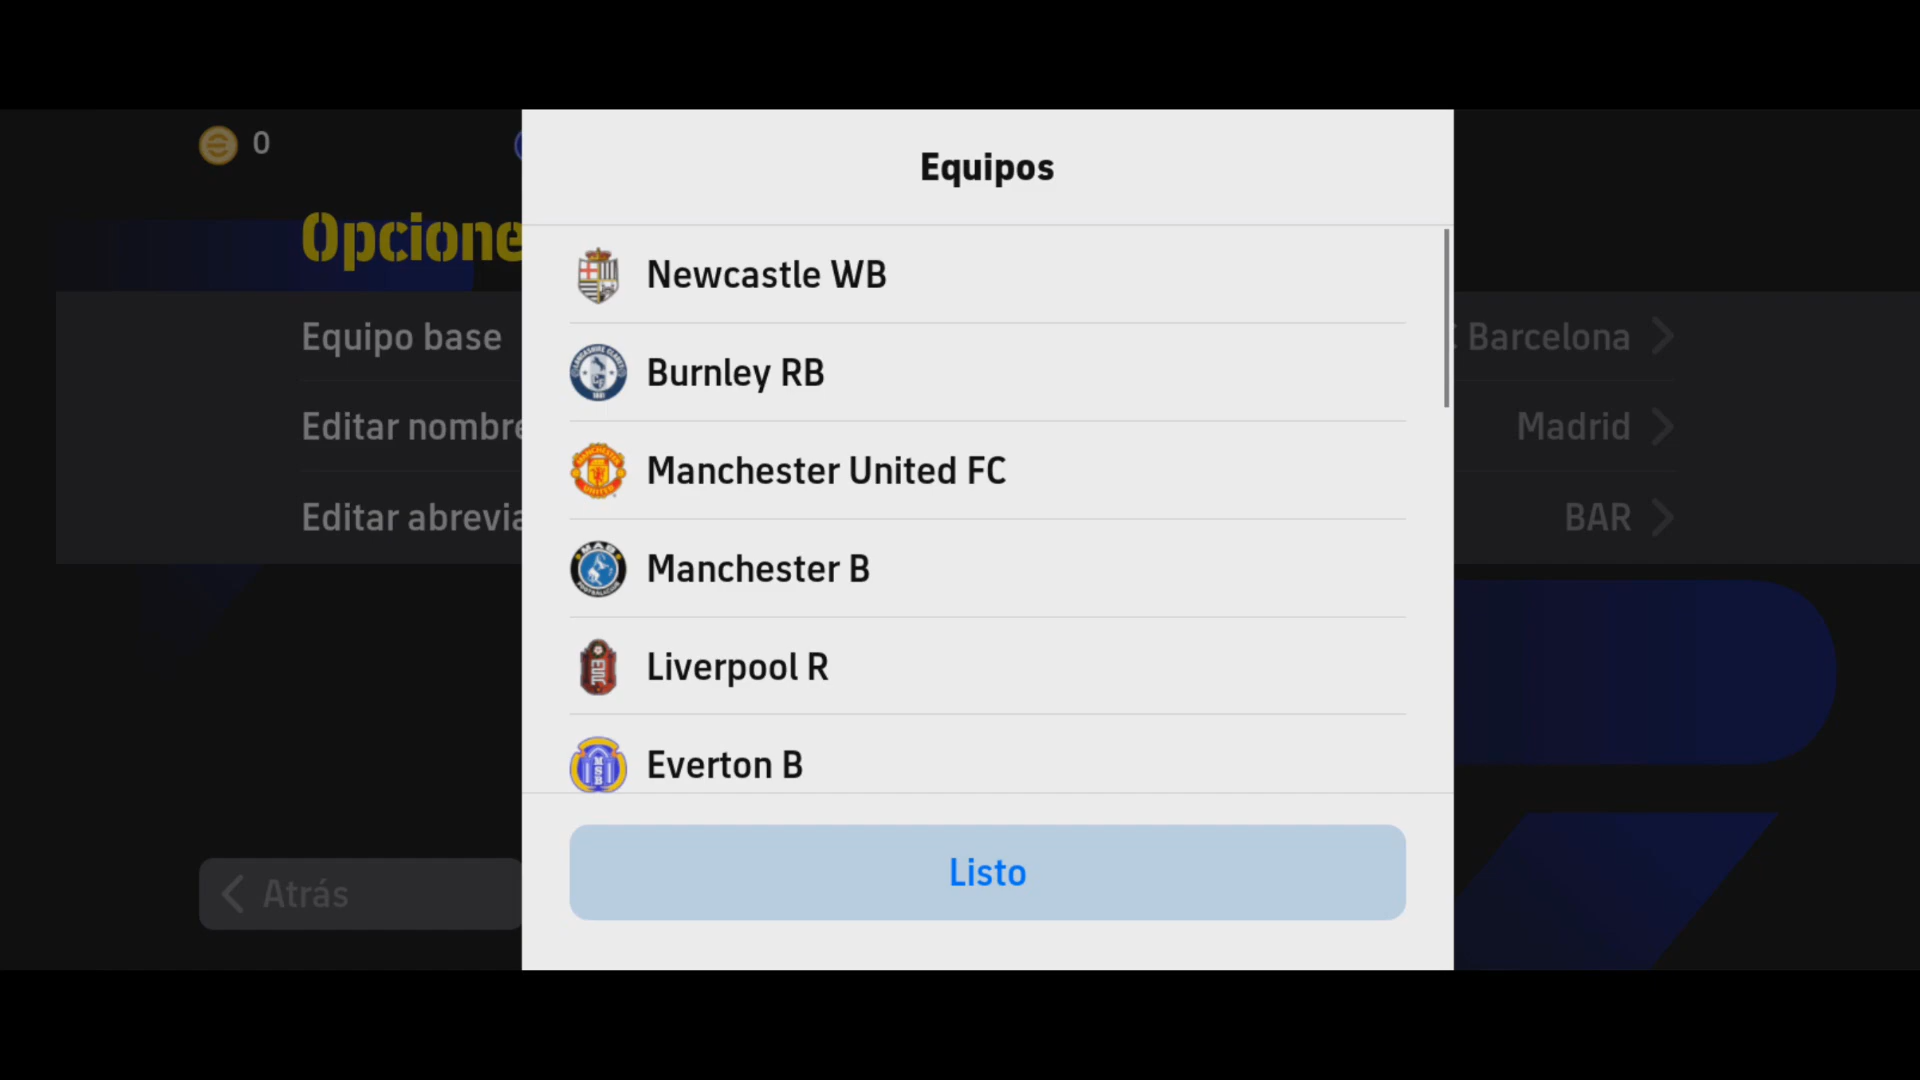 0
Equipos
Opcione
Newcastle WB
Equipo base
Barcelona
Burnley RB
Editar nombre
Madrid
Manchester United FC
Editar abrevia
BAR
Manchester B
Liverpool R
Everton B
Listo
Atrás